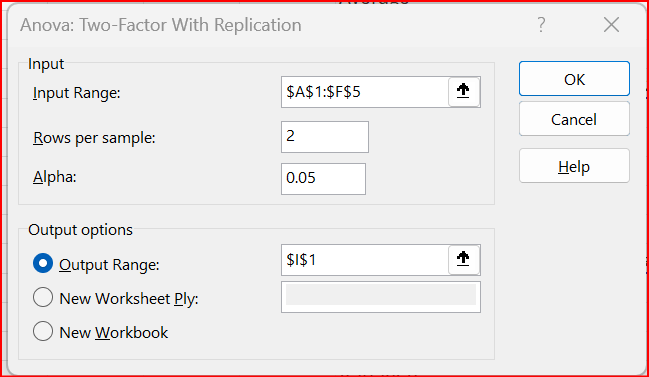 Anova: Two-Factor With Replication ?
Input
Input Range: $A$1:$F$5
OK
Rows per sample: 2
Cancel
Alpha: 0.05
Help
Output options
Output Range: $I$1
New Worksheet Ply:
New Workbook